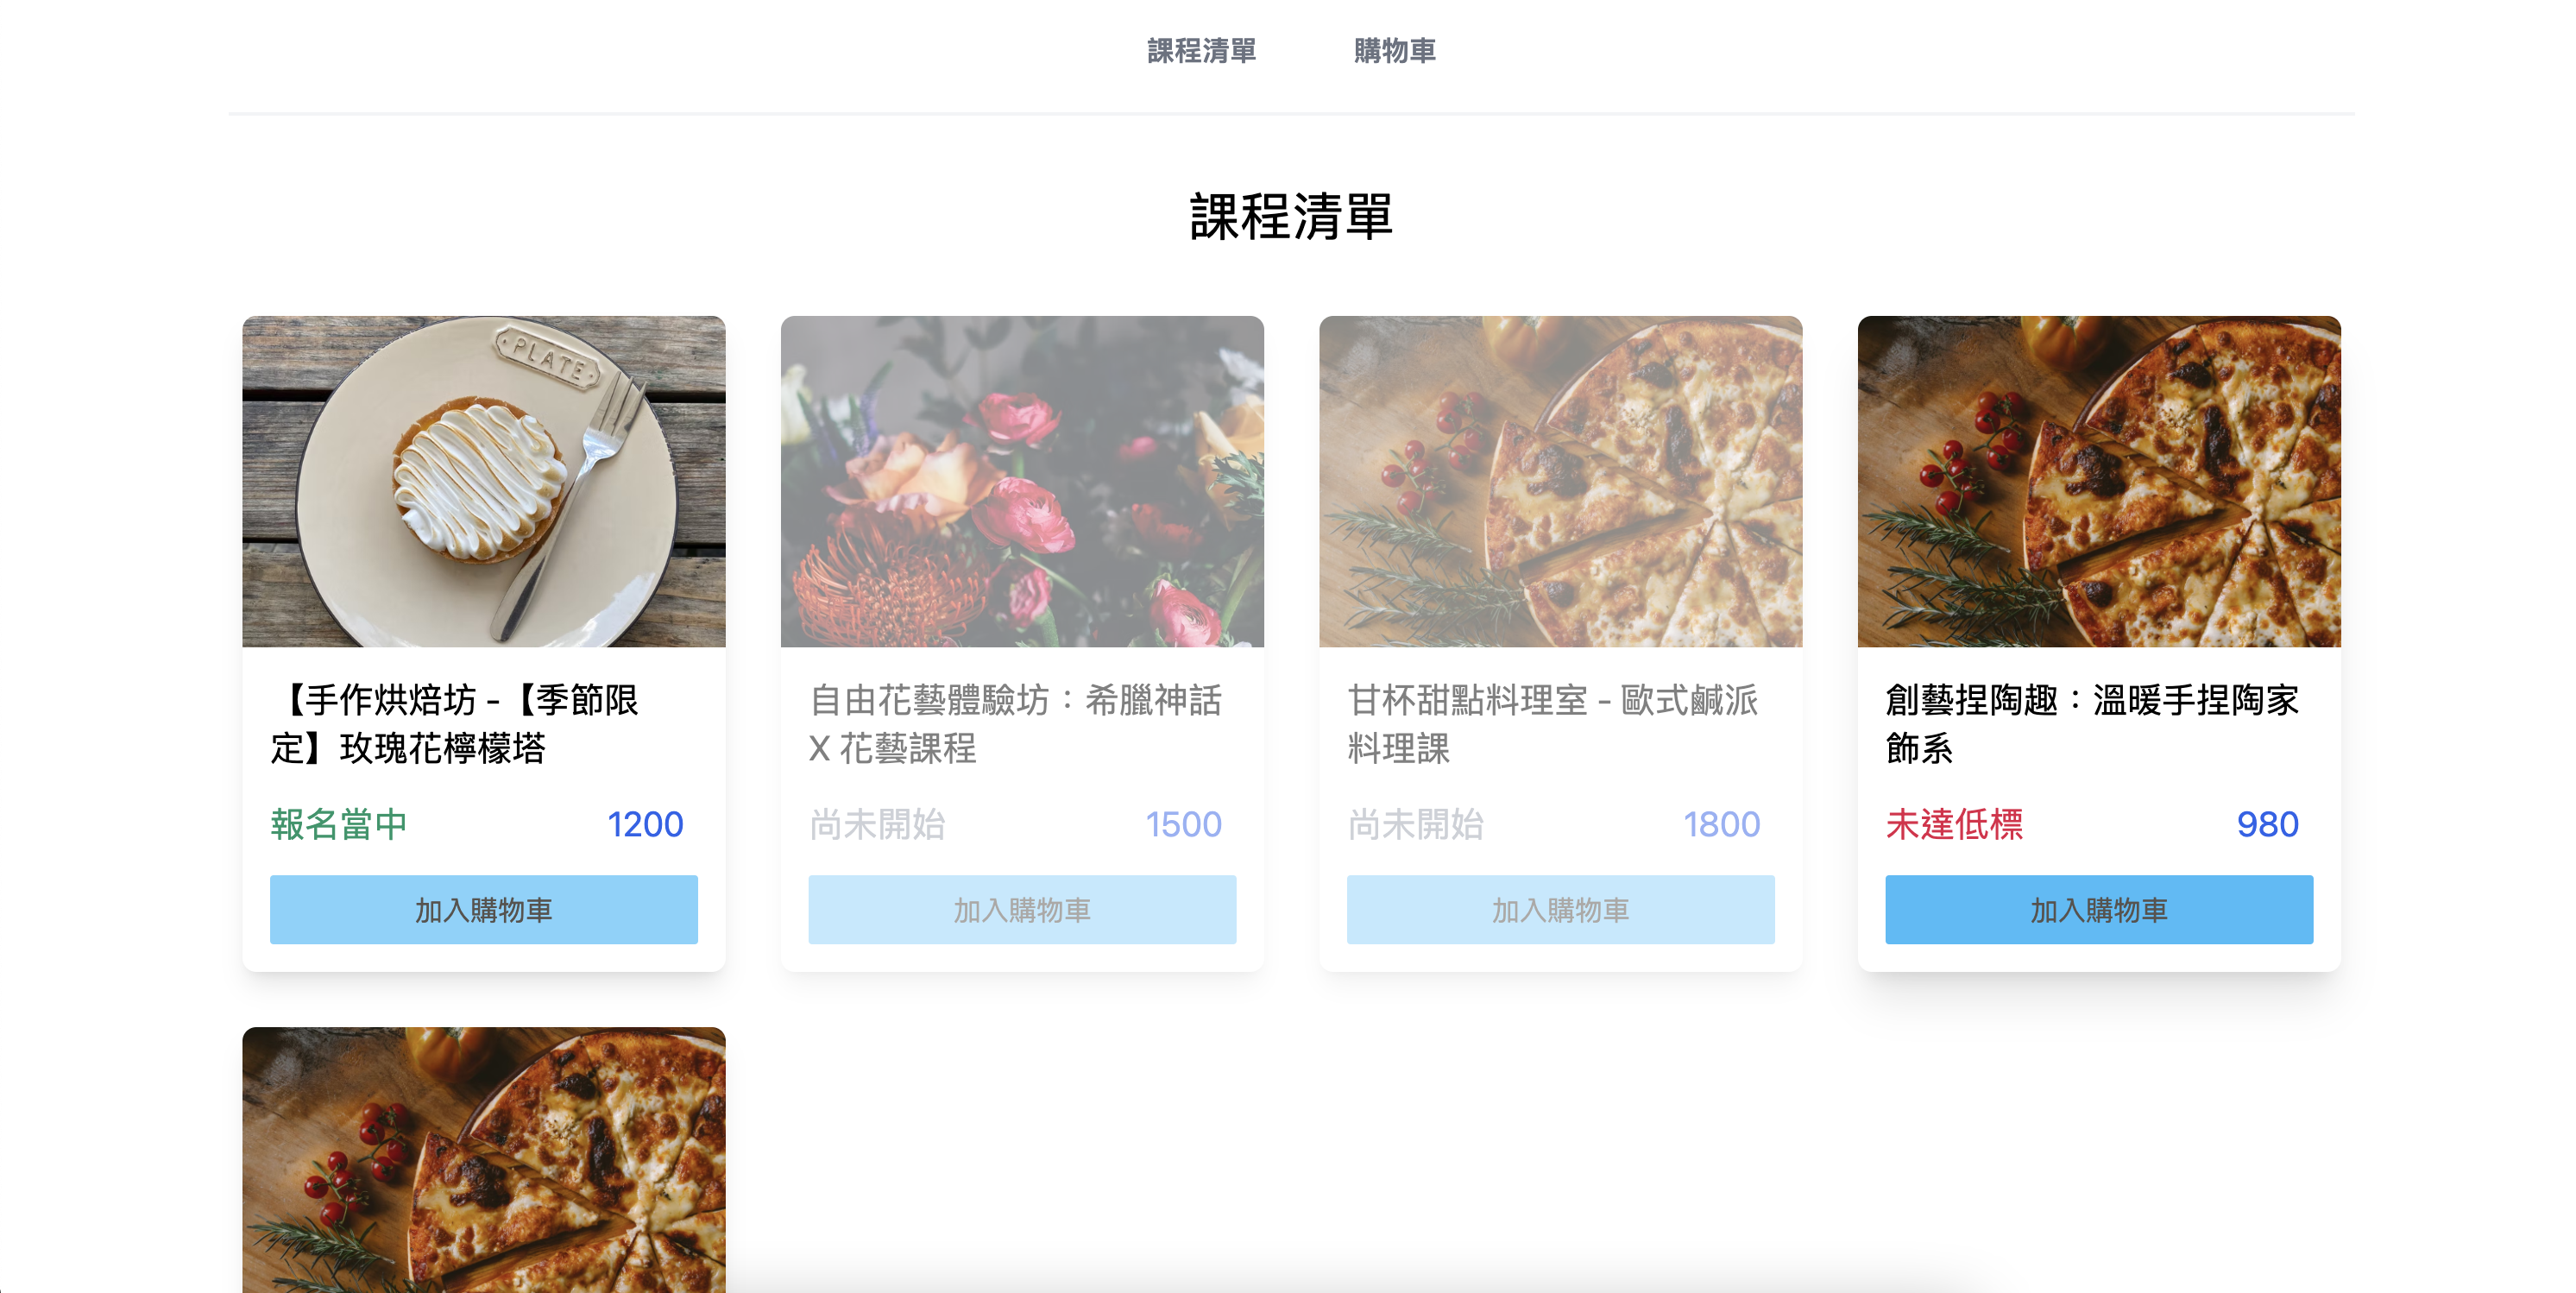 課程清單 購物車
課程清單
PLATE
【手作烘焙坊 -【季節限
定】玫瑰花檸檬塔
報名當中 1200
加入購物車
自由花藝體驗坊：希臘神話
X 花藝課程
尚未開始 1500
加入購物車
甘杯甜點料理室 - 歐式鹹派
料理課
尚未開始 1800
加入購物車
創藝捏陶趣：溫暖手捏陶家
飾系
未達低標 980
加入購物車